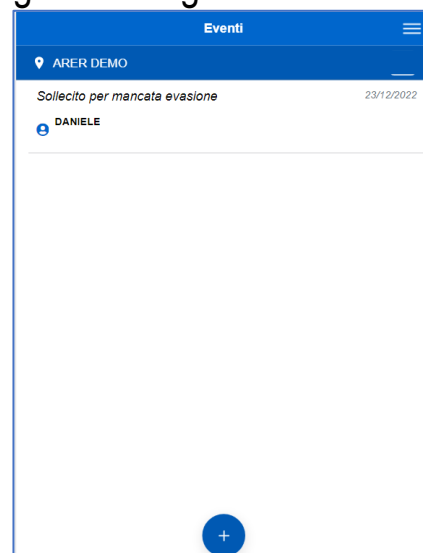 Eventi
ARER DEMO
Sollecito per mancata evasione 23/12/2022
DANIELE
+